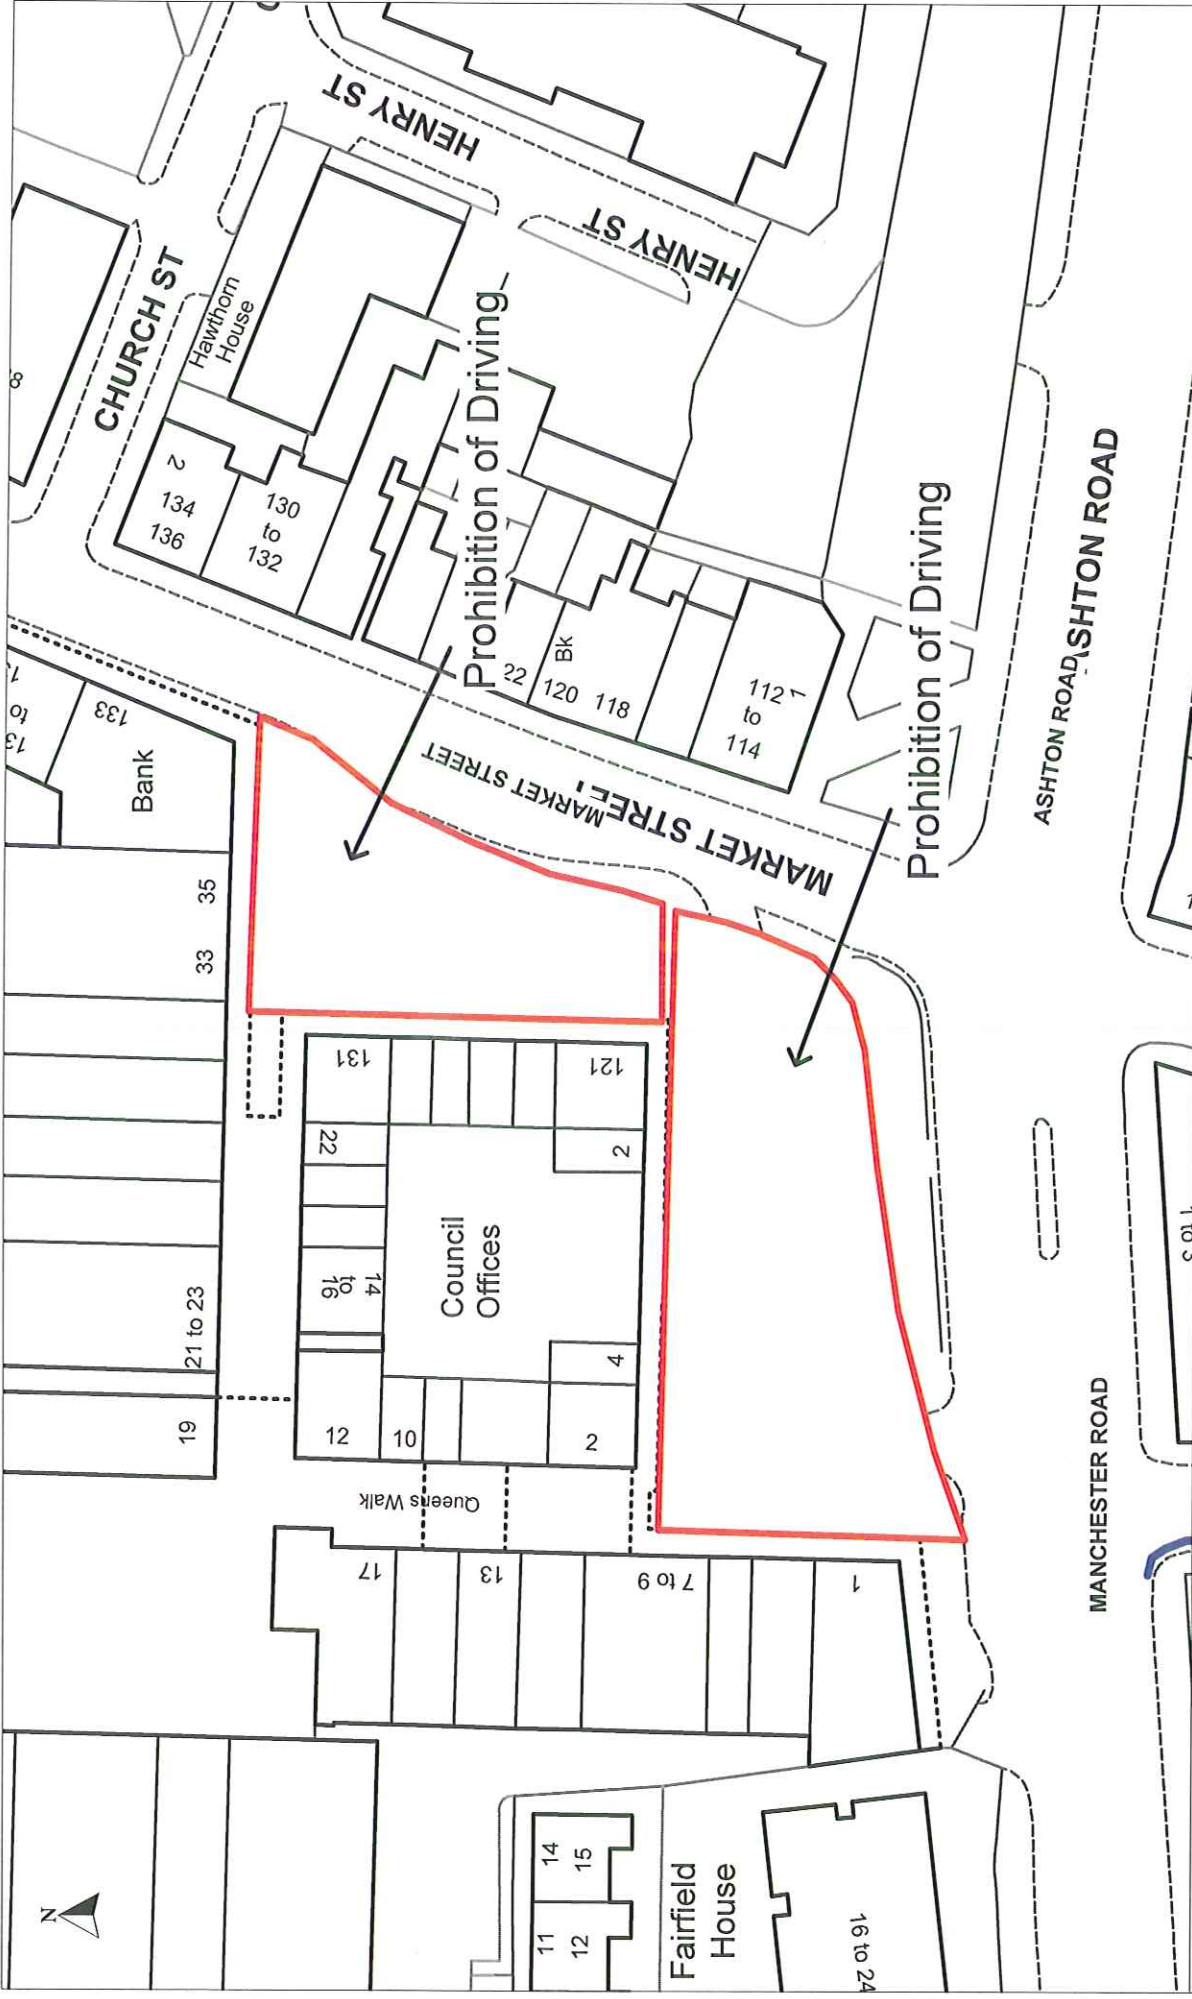 HENRY ST
HENRY ST
CHURCH ST
Hawthorn
House
2
134
136
130
to
132
Prohibition of Driving
22
120
Bk
118
112
to
114
1
Prohibition of Driving
ASHTON ROAD
ASHTON ROAD
MARKET STREET
MARKET STREET
133
Bank
35
33
131
121
22
2
14
to
16
Council
Offices
21 to 23
4
19
12
10
2
Queens Walk
MANCHESTER ROAD
17
13
7 to 9
1
N
14
15
11
12
Fairfield
House
16 to 24